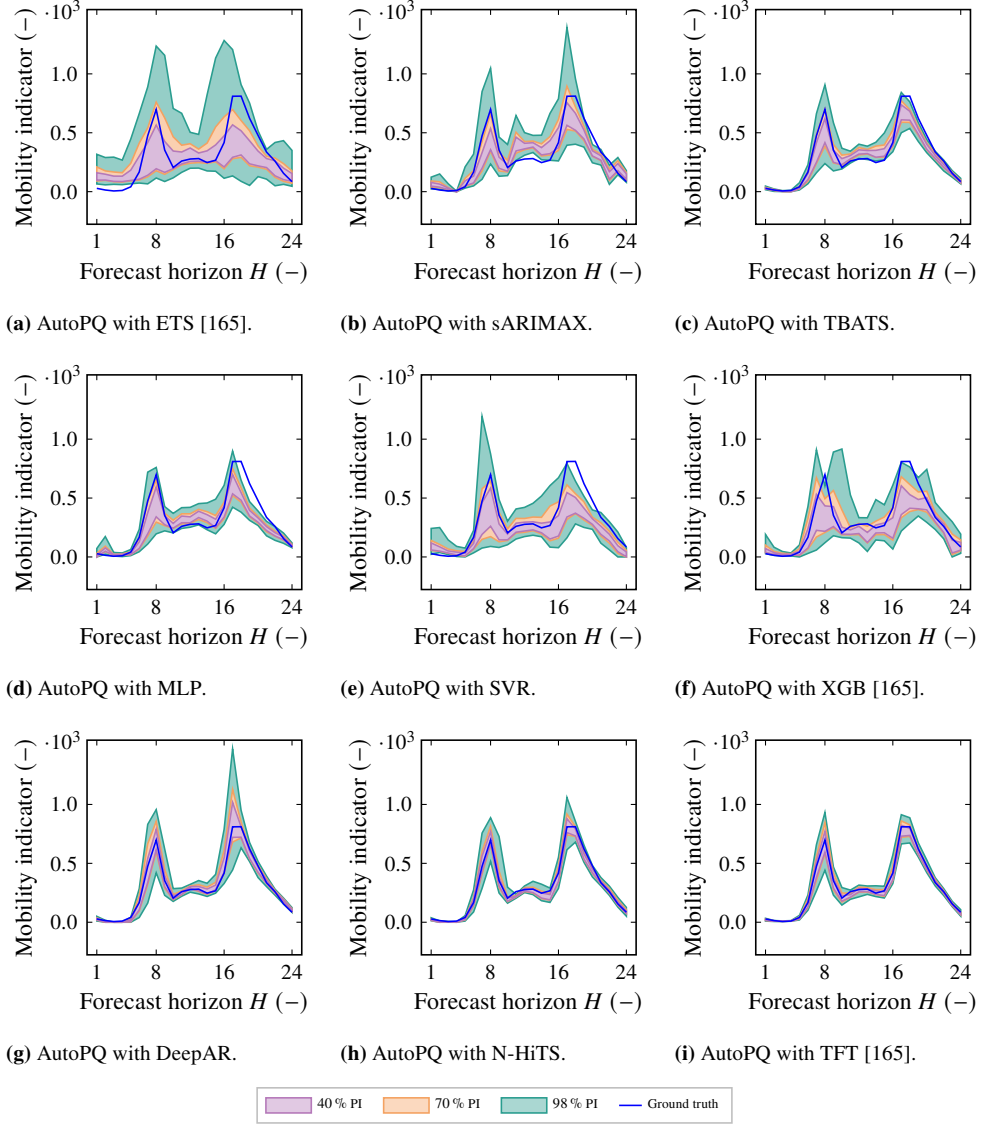 ·10³ ·10³ ·10³
Mobility indicator (−) Mobility indicator (−) Mobility indicator (−)
1.0 1.0 1.0
0.5 0.5 0.5
0.0 0.0 0.0
1 8 16 24 1 8 16 24 1 8 16 24
Forecast horizon H (−) Forecast horizon H (−) Forecast horizon H (−)
(a) AutoPQ with ETS [165]. (b) AutoPQ with sARIMAX. (c) AutoPQ with TBATS.
·10³ ·10³ ·10³
Mobility indicator (−) Mobility indicator (−) Mobility indicator (−)
1.0 1.0 1.0
0.5 0.5 0.5
0.0 0.0 0.0
1 8 16 24 1 8 16 24 1 8 16 24
Forecast horizon H (−) Forecast horizon H (−) Forecast horizon H (−)
(d) AutoPQ with MLP. (e) AutoPQ with SVR. (f) AutoPQ with XGB [165].
·10³ ·10³ ·10³
Mobility indicator (−) Mobility indicator (−) Mobility indicator (−)
1.0 1.0 1.0
0.5 0.5 0.5
0.0 0.0 0.0
1 8 16 24 1 8 16 24 1 8 16 24
Forecast horizon H (−) Forecast horizon H (−) Forecast horizon H (−)
(g) AutoPQ with DeepAR. (h) AutoPQ with N-HiTS. (i) AutoPQ with TFT [165].
40 % PI 70 % PI 98 % PI Ground truth